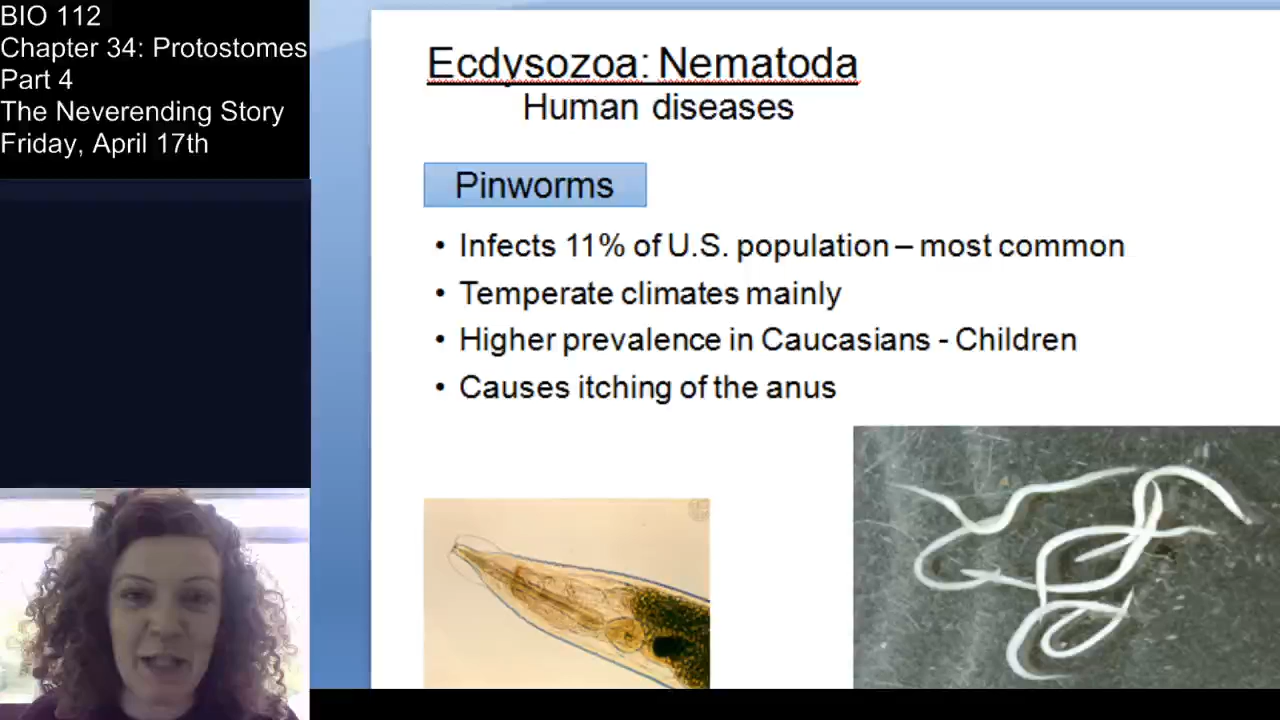 BIO 112
Chapter 34: Protostomes
Part 4
The Neverending Story
Friday, April 17th
Ecdysozoa: Nematoda
Human diseases
Pinworms
• Infects 11% of U.S. population – most common
• Temperate climates mainly
• Higher prevalence in Caucasians - Children
• Causes itching of the anus